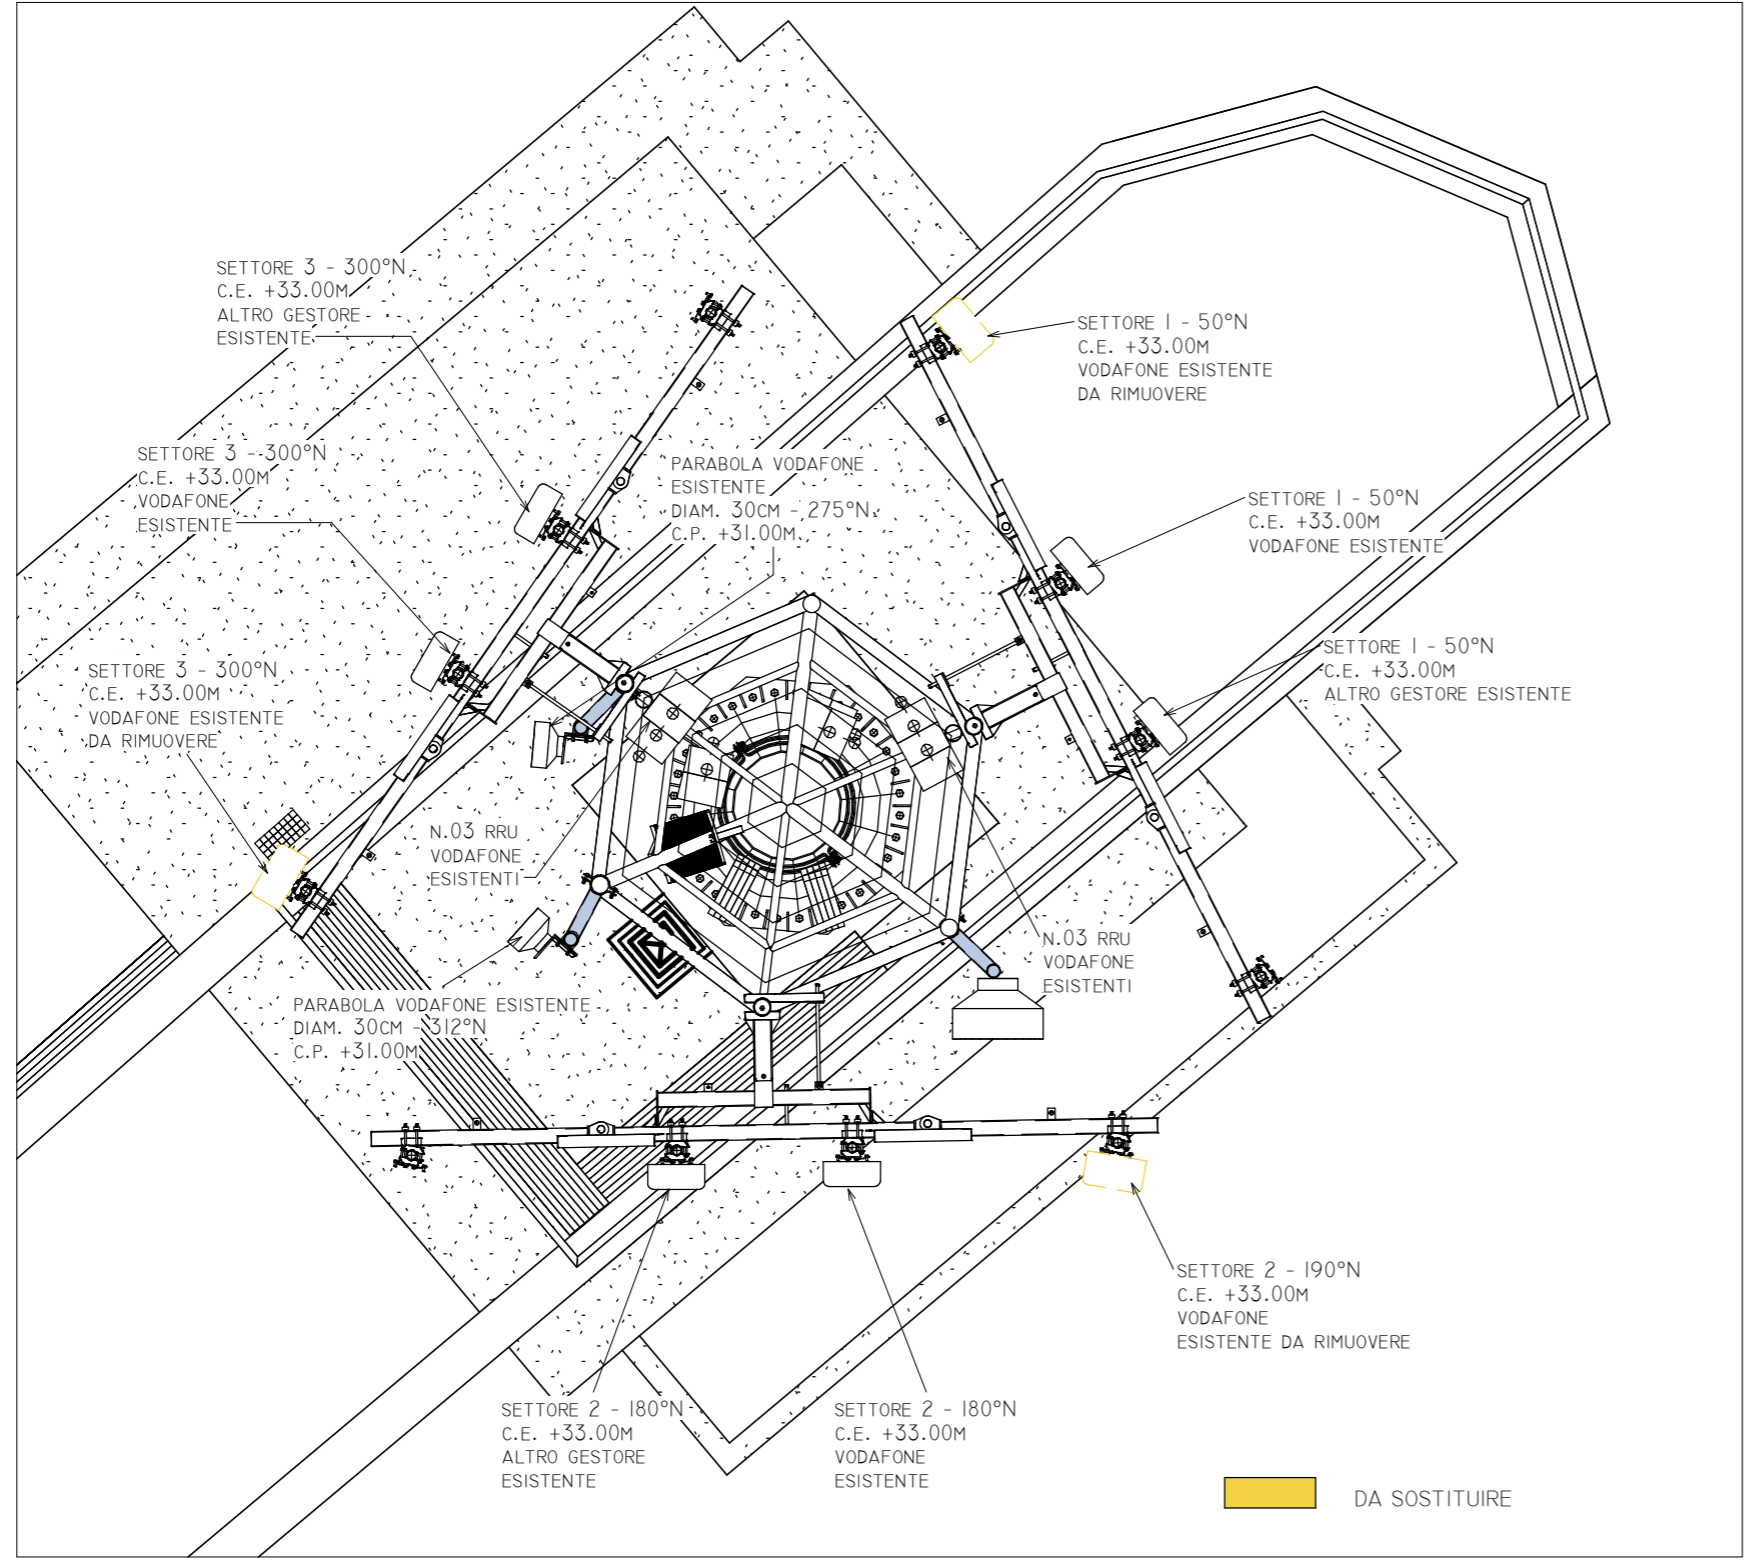 SETTORE 3 - 300°N
C.E. +33.00M
ALTRO GESTORE
ESISTENTE
SETTORE 1 - 50°N
C.E. +33.00M
VODAFONE ESISTENTE
DA RIMUOVERE
SETTORE 3 - 300°N
C.E. +33.00M
VODAFONE
ESISTENTE
PARABOLA VODAFONE
ESISTENTE
DIAM. 30CM - 275°N
C.P. +31.00M
SETTORE 1 - 50°N
C.E. +33.00M
VODAFONE ESISTENTE
SETTORE 1 - 50°N
C.E. +33.00M
ALTRO GESTORE ESISTENTE
SETTORE 3 - 300°N
C.E. +33.00M
VODAFONE ESISTENTE
DA RIMUOVERE
N.03 RRU
VODAFONE
ESISTENTI
N.03 RRU
VODAFONE
ESISTENTI
PARABOLA VODAFONE ESISTENTE
DIAM. 30CM - 312°N
C.P. +31.00M
SETTORE 2 - 190°N
C.E. +33.00M
VODAFONE
ESISTENTE DA RIMUOVERE
SETTORE 2 - 180°N
C.E. +33.00M
ALTRO GESTORE
ESISTENTE
SETTORE 2 - 180°N
C.E. +33.00M
VODAFONE
ESISTENTE
DA SOSTITUIRE